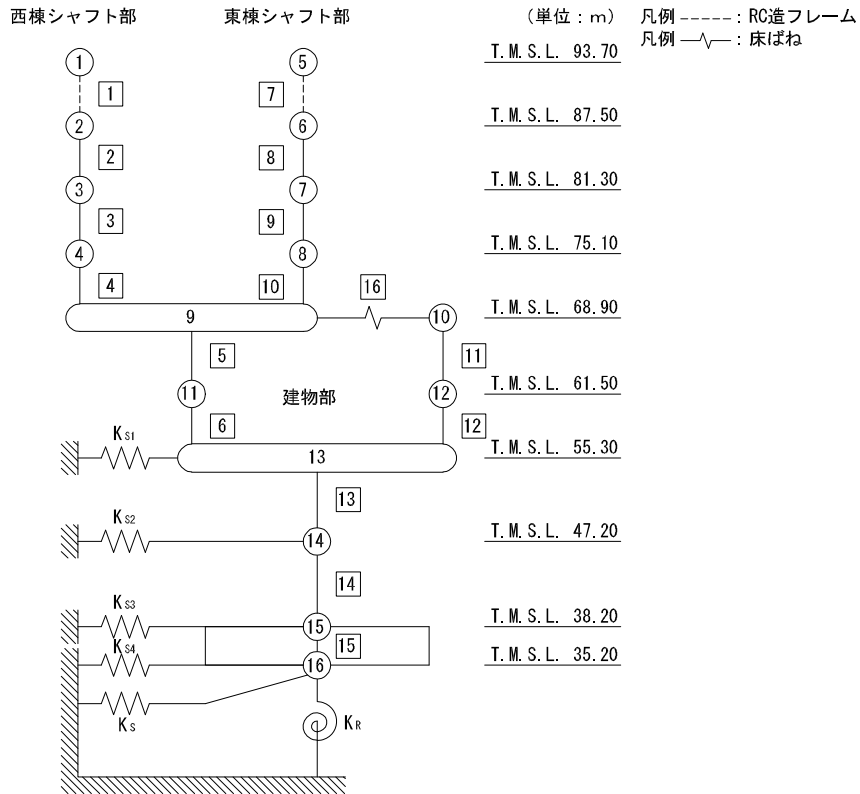 西棟シャフト部 東棟シャフト部 (単位：m) 凡例 ----- : RC造フレーム
凡例 : 床ばね
1 5 T.M.S.L. 93.70
1 7
2 6 T.M.S.L. 87.50
2 8
3 7 T.M.S.L. 81.30
3 9
4 8 T.M.S.L. 75.10
4 10 16
9 10 T.M.S.L. 68.90
5 11
11 建物部 12 T.M.S.L. 61.50
6 12
KS1 13 T.M.S.L. 55.30
13
KS2 14 T.M.S.L. 47.20
14
KS3 15 T.M.S.L. 38.20
15
KS4 16 T.M.S.L. 35.20
KS KR